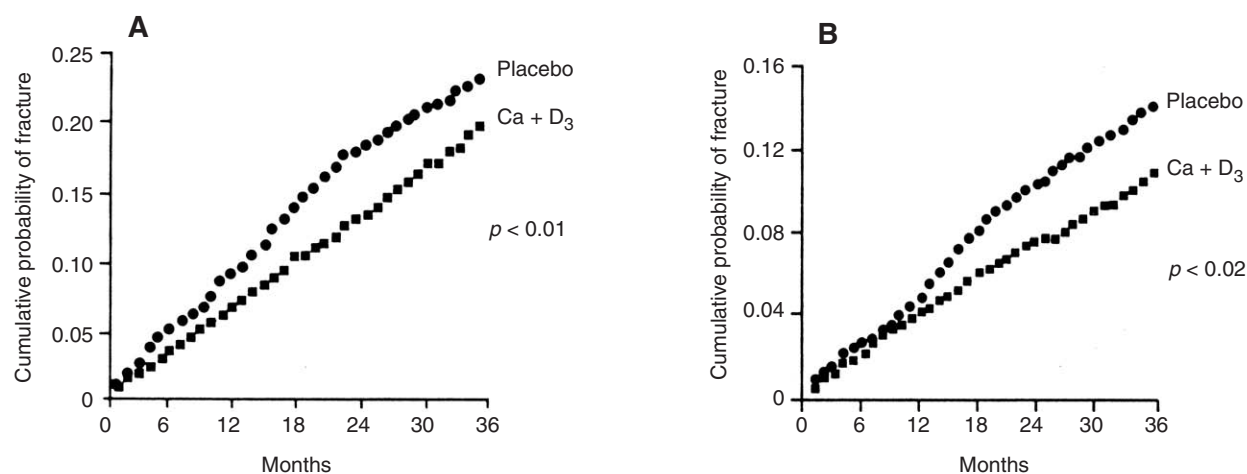 A
Cumulative probability of fracture
0.25
0.20
0.15
0.10
0.05
0
Placebo
Ca + D₃
p < 0.01
0 6 12 18 24 30 36
Months
B
Cumulative probability of fracture
0.16
0.12
0.08
0.04
0
Placebo
Ca + D₃
p < 0.02
0 6 12 18 24 30 36
Months